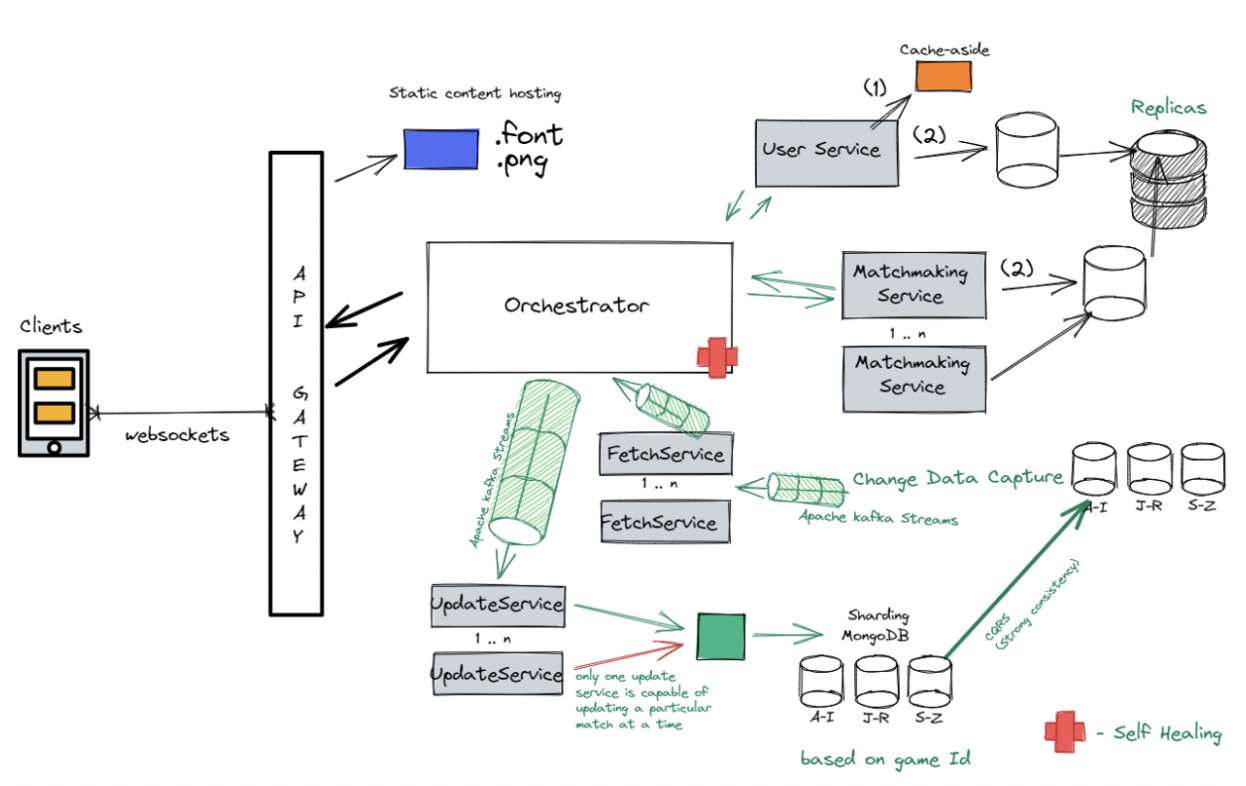 Cache-aside
(1)
Static content hosting
.font
.png
Replicas
User Service
(2)
A
P
I
G
A
T
E
W
A
Y
Orchestrator
Matchmaking
Service
(2)
1 .. n
Matchmaking
Service
Clients
websockets
Apache kafka Streams
FetchService
1 .. n
FetchService
Change Data Capture
Apache kafka Streams
A-I
J-R
S-Z
CQRS
(strong consistency)
UpdateService
1 .. n
UpdateService
only one update
service is capable of
updating a particular
match at a time
Sharding
MongoDB
A-I
J-R
S-Z
based on game Id
- Self Healing